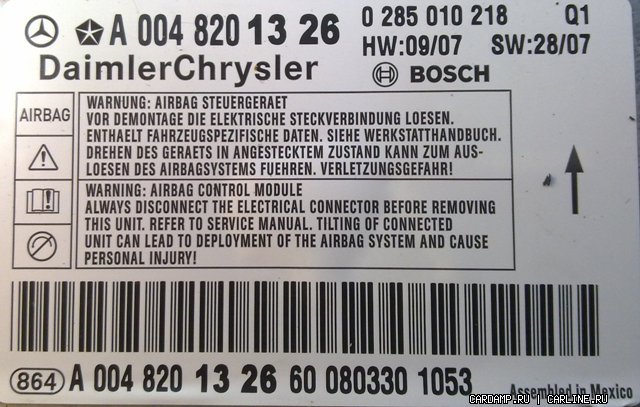 A 004 820 13 26 0 285 010 218 Q1
HW:09/07 SW:28/07
DaimlerChrysler BOSCH
AIRBAG
WARNUNG: AIRBAG STEUERGERAET
VOR DEMONTAGE DIE ELEKTRISCHE STECKVERBINDUNG LOESEN.
ENTHAELT FAHRZEUGSPEZIFISCHE DATEN. SIEHE WERKSTATTHANDBUCH.
DREHEN DES GERAETS IN ANGESTECKTEM ZUSTAND KANN ZUM AUS-
LOESEN DES AIRBAGSYSTEMS FUEHREN. VERLETZUNGSGEFAHR!
WARNING: AIRBAG CONTROL MODULE
ALWAYS DISCONNECT THE ELECTRICAL CONNECTOR BEFORE REMOVING
THIS UNIT. REFER TO SERVICE MANUAL. TILTING OF CONNECTED
UNIT CAN LEAD TO DEPLOYMENT OF THE AIRBAG SYSTEM AND CAUSE
PERSONAL INJURY!
864 A 004 820 13 26 60 080330 1053
Assembled in Mexico
CARDAMP.RU | CARLINE.RU